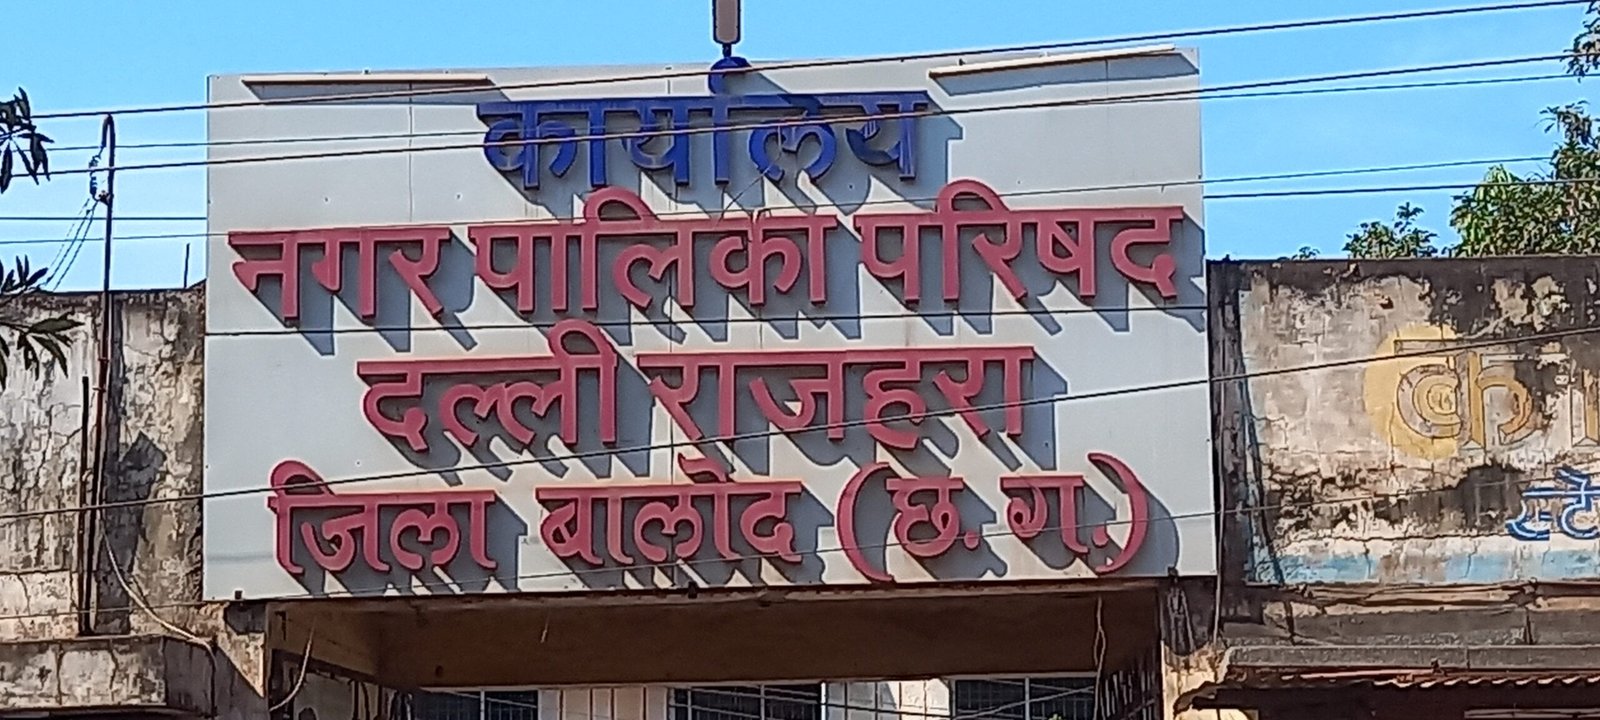 कार्यालय
नगर पालिका परिषद
दल्ली राजहरा
जिला बालोद (छ. ग.)